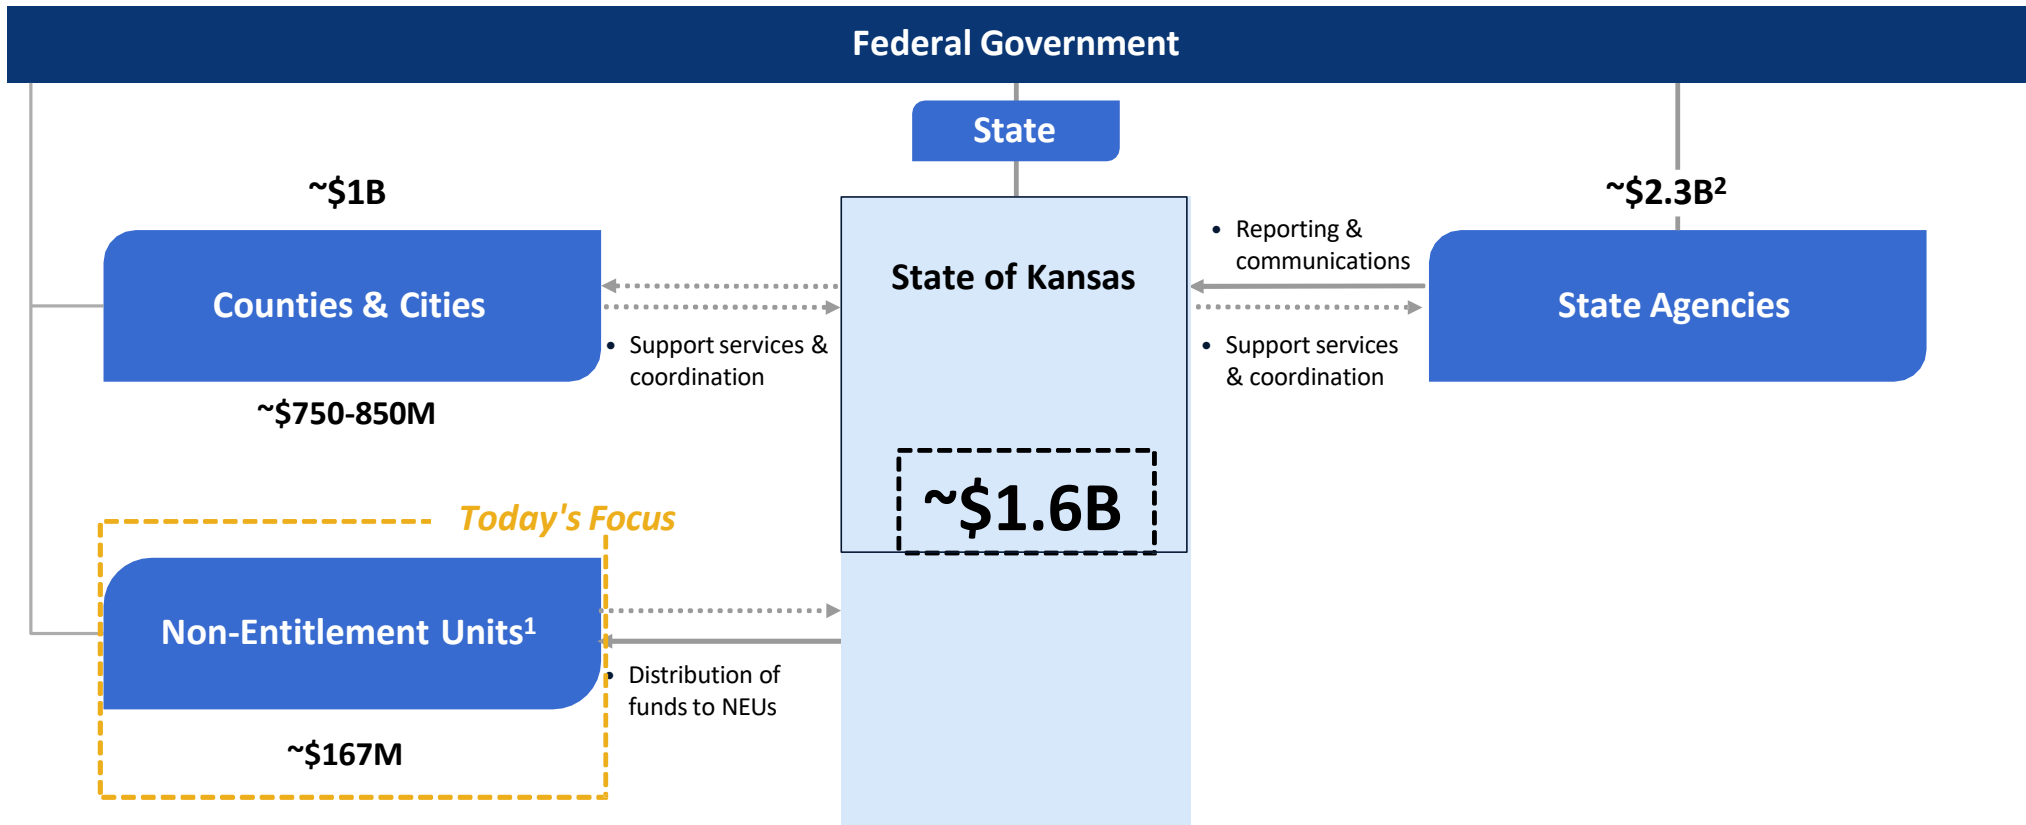 Federal Government
State
~$1B
Counties & Cities
~$750-850M
• Support services &
coordination
State of Kansas
~$1.6B
• Reporting &
communications
• Support services
& coordination
~$2.3B²
State Agencies
Today's Focus
Non-Entitlement Units¹
~$167M
• Distribution of
funds to NEUs